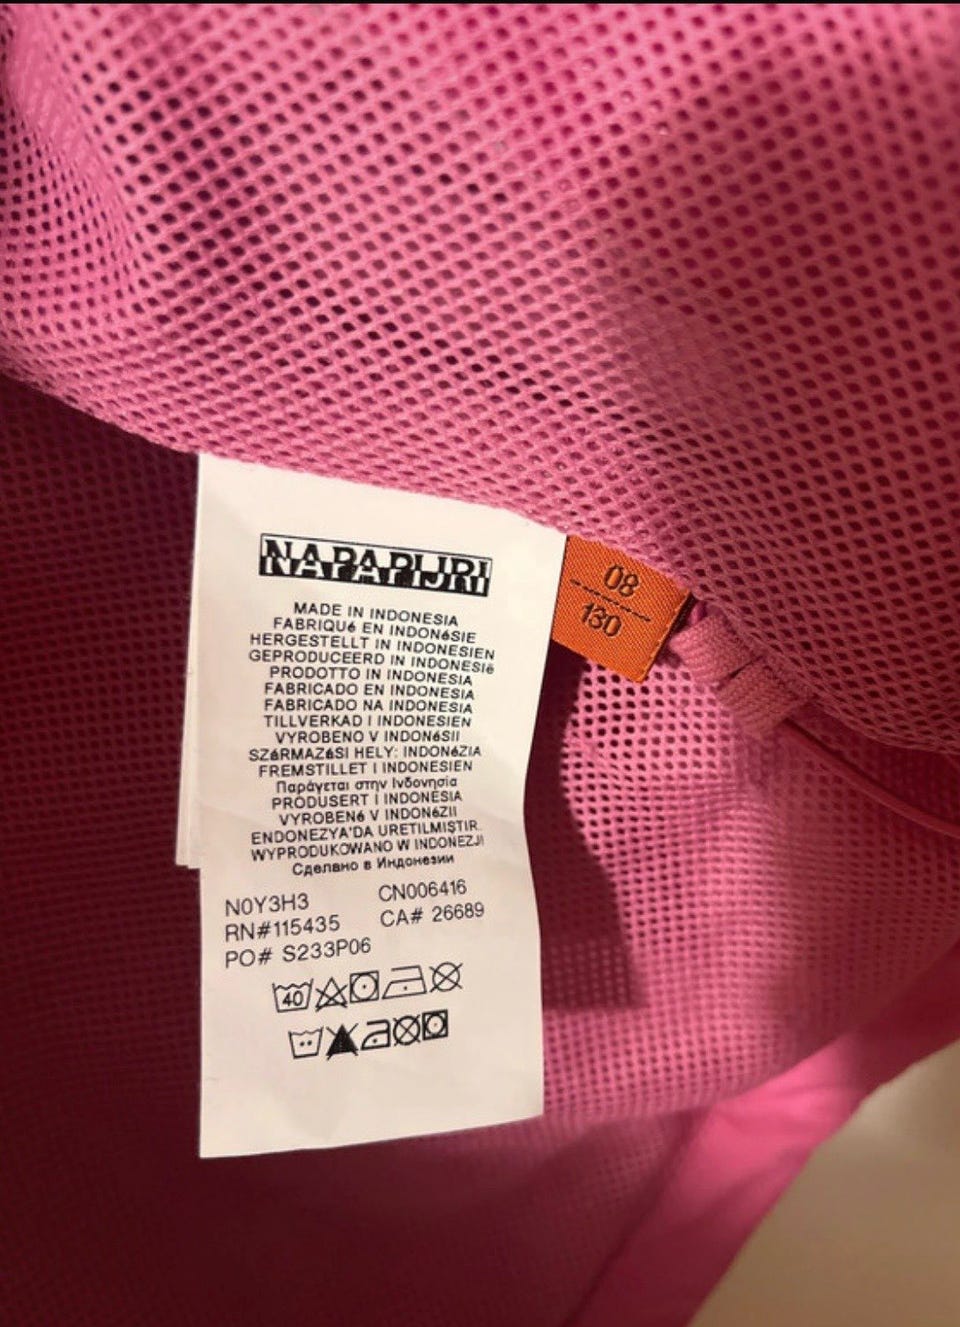 NAPAPIJRI
MADE IN INDONESIA
FABRIQUé EN INDONéSIE
HERGESTELLT IN INDONESIEN
GEPRODUCEERD IN INDONESIë
PRODOTTO IN INDONESIA
FABRICADO EN INDONESIA
FABRICADO NA INDONESIA
TILLVERKAD I INDONESIEN
VYROBENO V INDONéSII
SZáRMAZáSI HELY: INDONéZIA
FREMSTILLET I INDONESIEN
Παράγεται στην Ινδονησία
PRODUSERT I INDONESIA
VYROBENé V INDONéZII
ENDONEZYA'DA URETILMIŞTIR.
WYPRODUKOWANO W INDONEZJI
Сделано в Индонезии
N0Y3H3 CN006416
RN#115435 CA# 26689
PO# S233P06
40
08
130